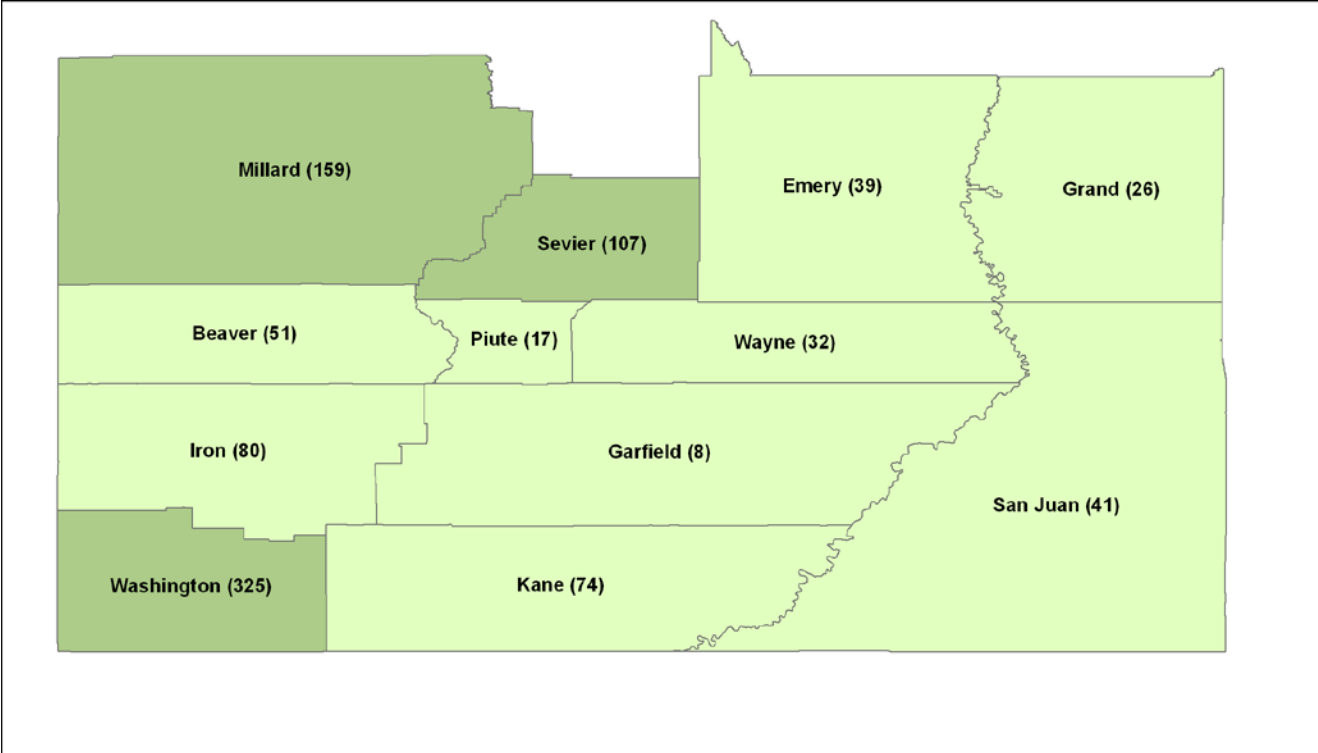 Millard (159)
Emery (39)
Grand (26)
Sevier (107)
Beaver (51)
Piute (17)
Wayne (32)
Iron (80)
Garfield (8)
San Juan (41)
Washington (325)
Kane (74)